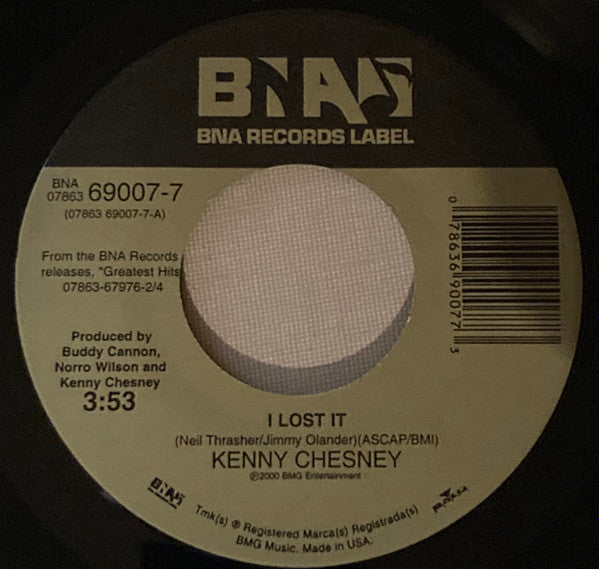 BNA
BNA RECORDS LABEL
BNA
07863 69007-7
(07863 69007-7-A)
From the BNA Records
releases, "Greatest Hits
07863-67976-2/4
Produced by
Buddy Cannon,
Norro Wilson and
Kenny Chesney
3:53
0 78636 90077 3
I LOST IT
(Neil Thrasher/Jimmy Olander)(ASCAP/BMI)
KENNY CHESNEY
℗2000 BMG Entertainment
BNA
Tmk(s) ® Registered Marca(s) Registrada(s)
BMG Music. Made in USA.